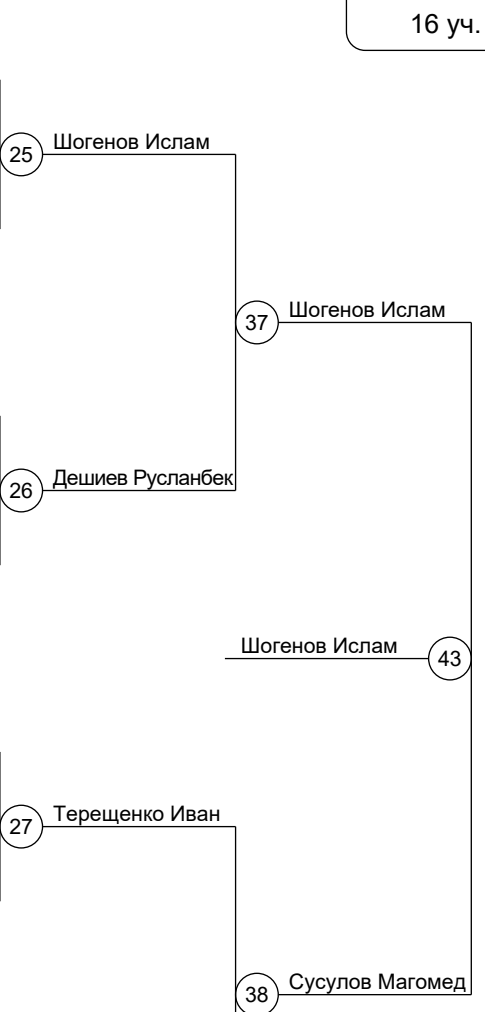 16 уч.
25 Шогенов Ислам
37 Шогенов Ислам
26 Дешиев Русланбек
Шогенов Ислам 43
27 Терещенко Иван
38 Сусулов Магомед